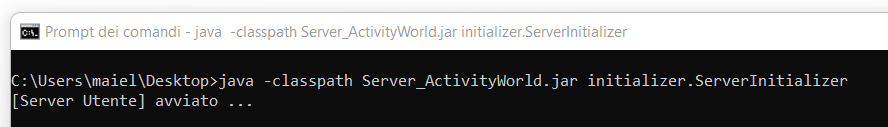 Prompt dei comandi - java  -classpath Server_ActivityWorld.jar initializer.ServerInitializer
C:\Users\maiel\Desktop>java -classpath Server_ActivityWorld.jar initializer.ServerInitializer
[Server Utente] avviato ...